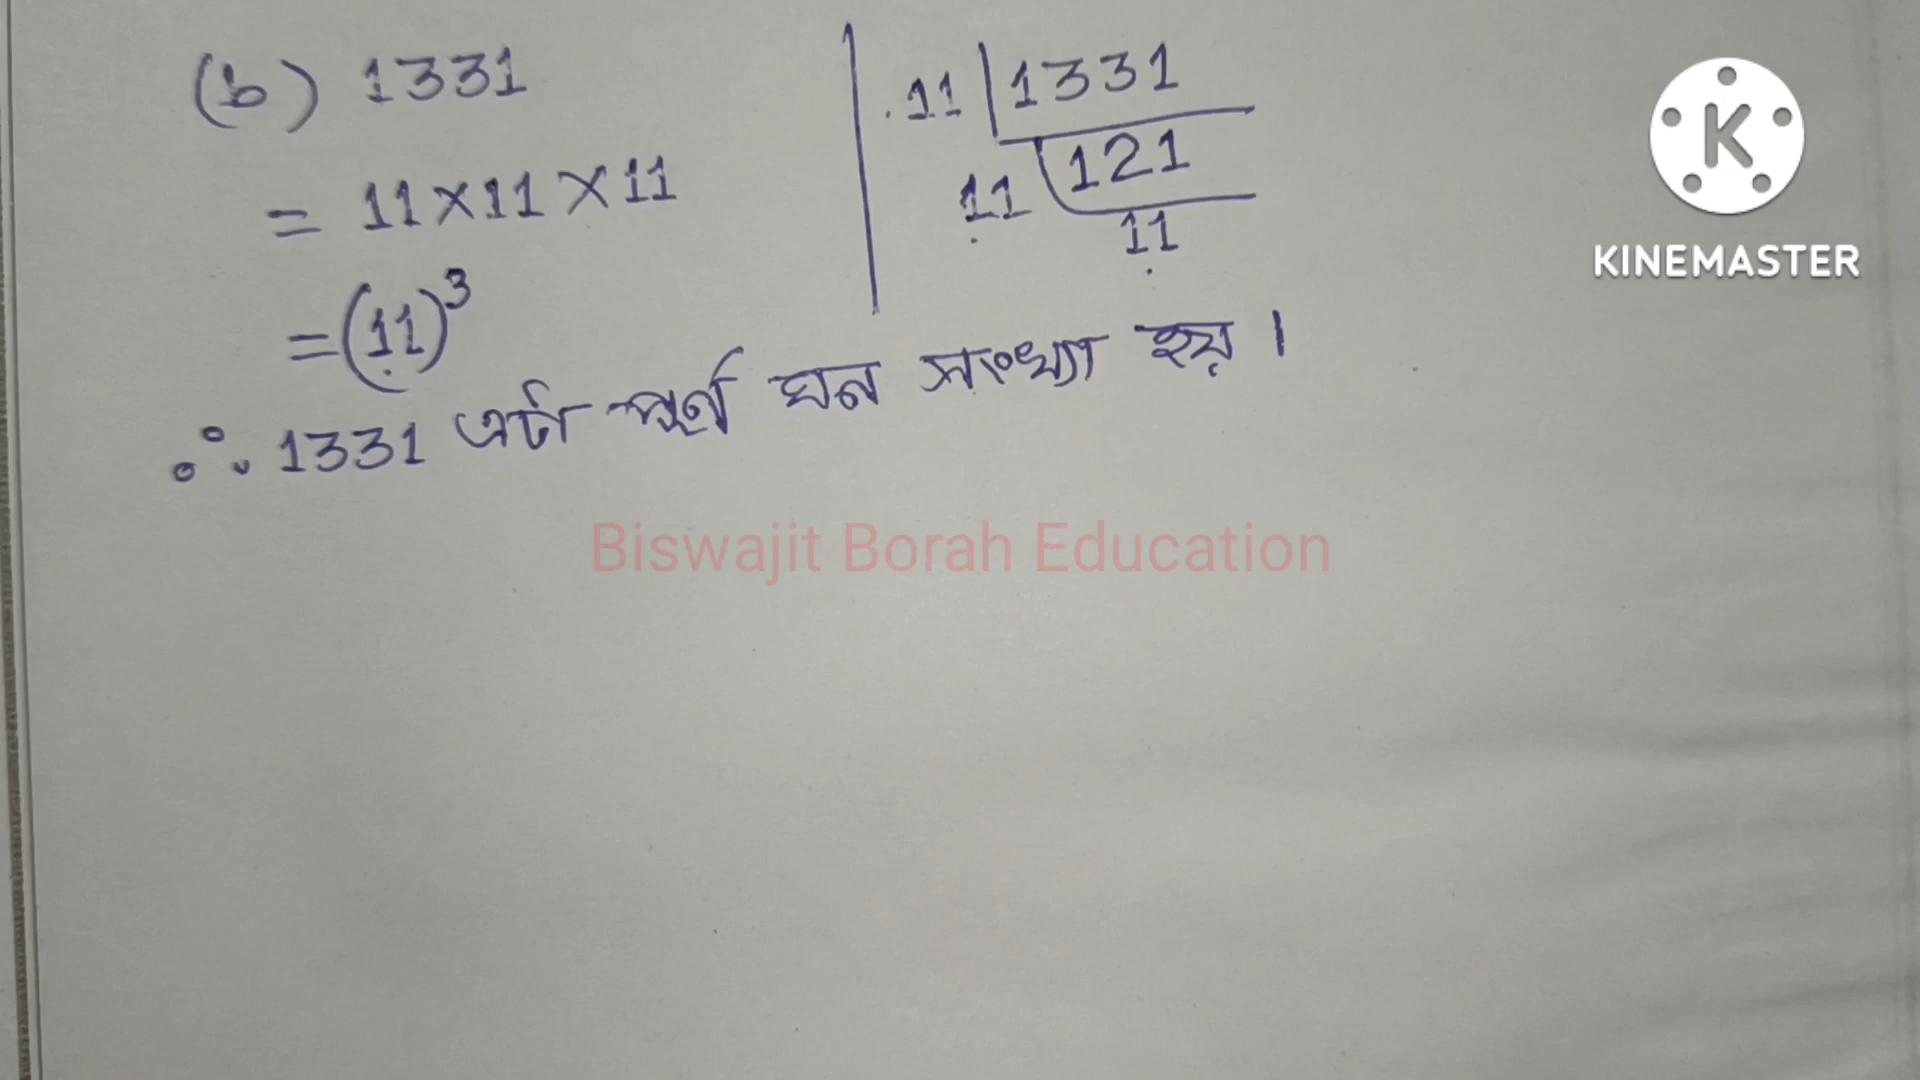 (b) 1331
= 11×11×11
= (11)³
11 | 1331
11 | 121
11
∴ 1331 এটা পূৰ্ণ ঘন সংখ্যা হয়।
K
KINEMASTER
Biswajit Borah Education